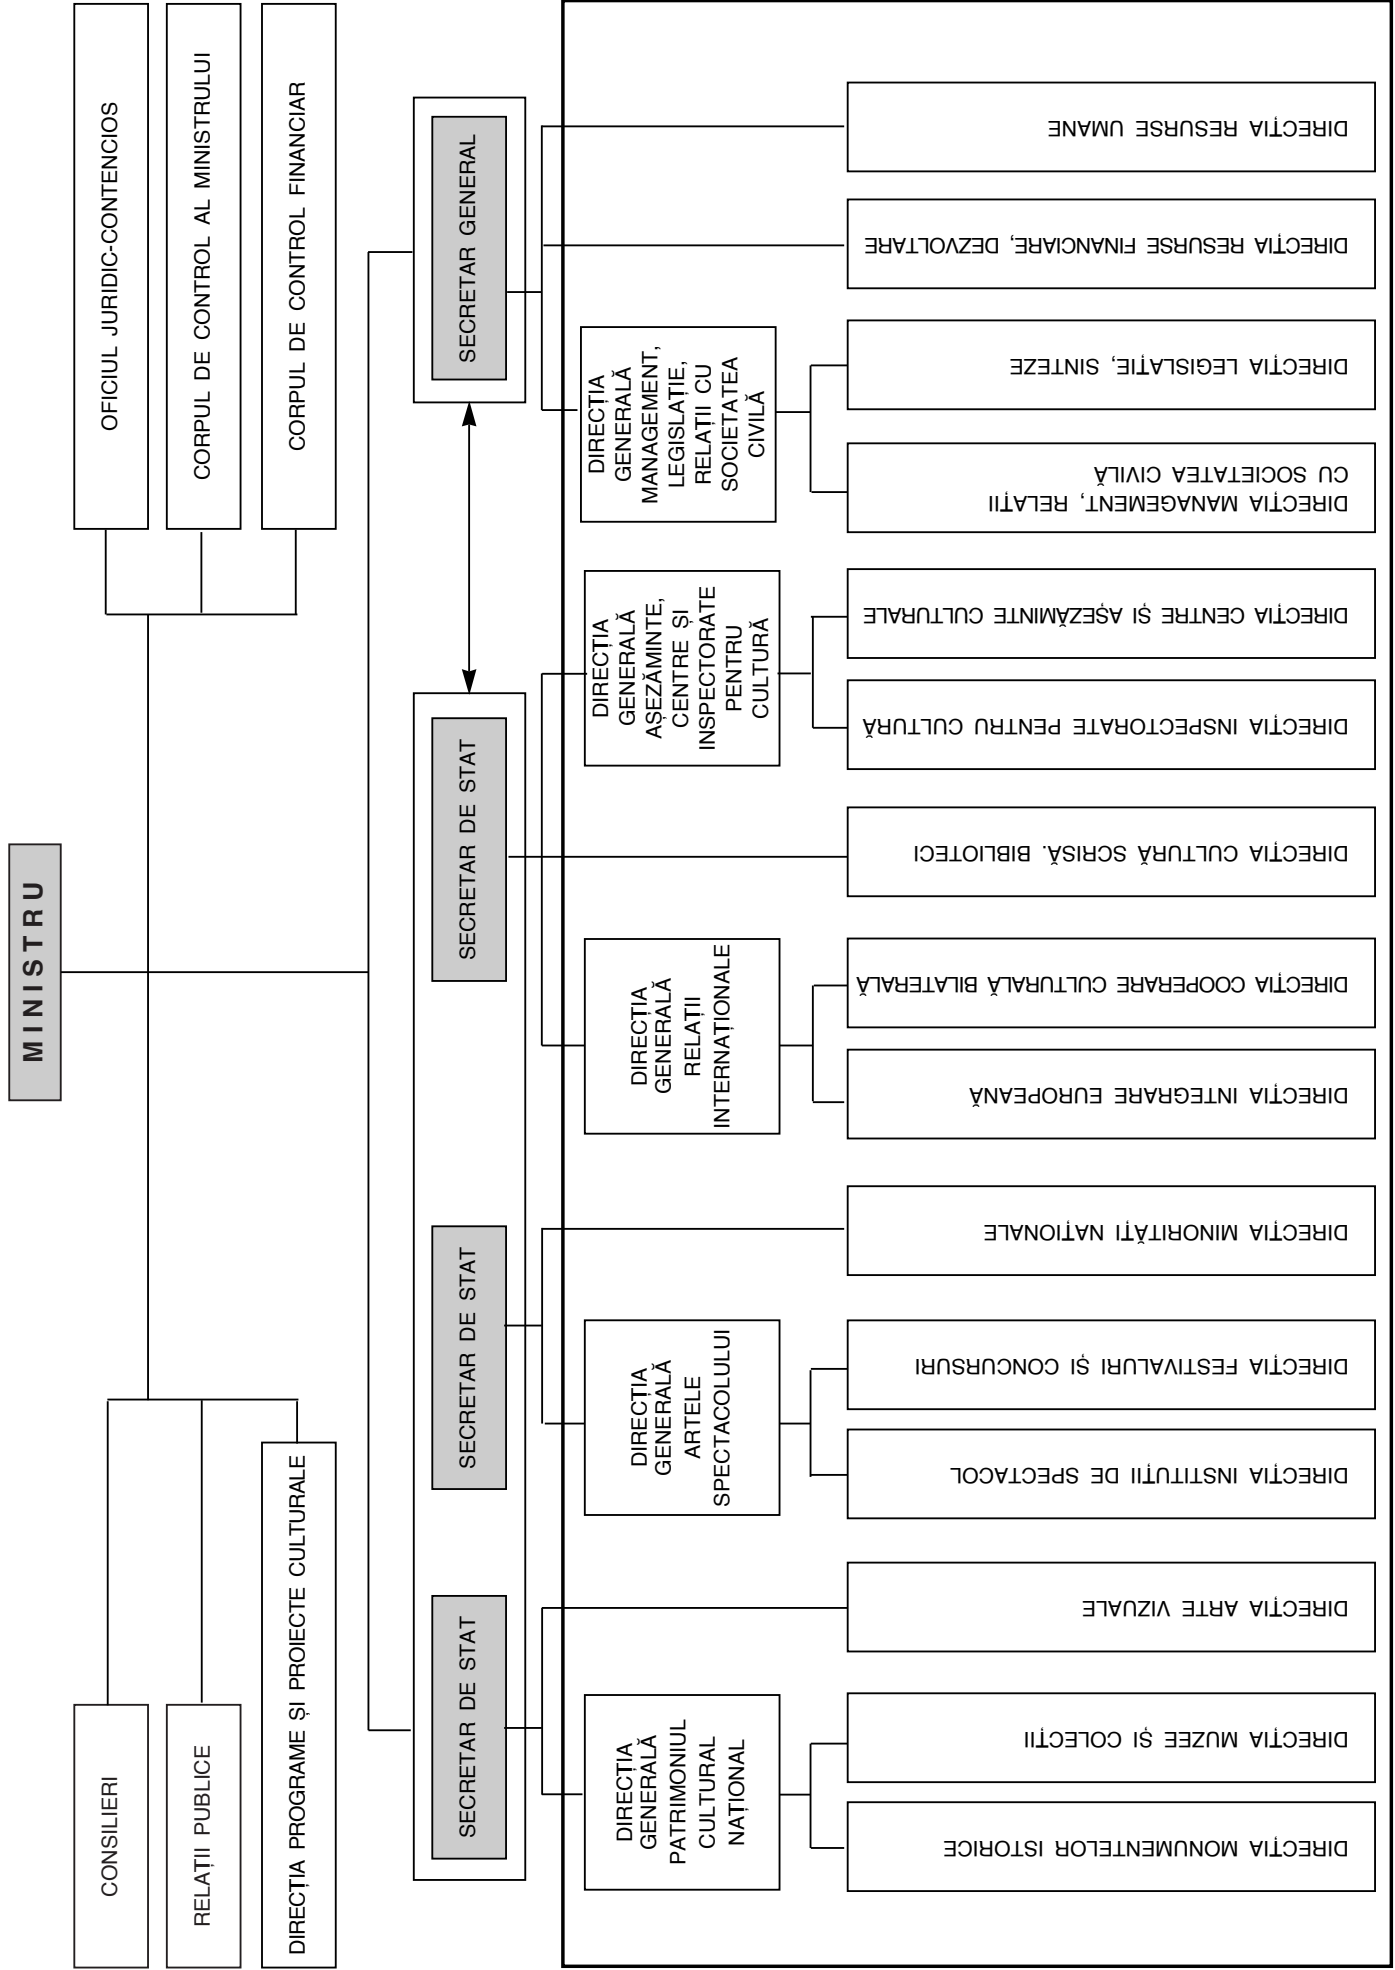 MINISTRU
CONSILIERI
RELAȚII PUBLICE
DIRECȚIA PROGRAME ȘI PROIECTE CULTURALE
OFICIUL JURIDIC-CONTENCIOS
CORPUL DE CONTROL AL MINISTRULUI
CORPUL DE CONTROL FINANCIAR
SECRETAR DE STAT
SECRETAR DE STAT
SECRETAR DE STAT
SECRETAR GENERAL
DIRECȚIA
GENERALĂ
PATRIMONIUL
CULTURAL
NAȚIONAL
DIRECȚIA
GENERALĂ
ARTELE
SPECTACOLULUI
DIRECȚIA
GENERALĂ
RELAȚII
INTERNAȚIONALE
DIRECȚIA
GENERALĂ
AȘEZĂMINTE,
CENTRE ȘI
INSPECTORATE
PENTRU
CULTURĂ
DIRECȚIA
GENERALĂ
MANAGEMENT,
LEGISLAȚIE,
RELAȚII CU
SOCIETATEA
CIVILĂ
DIRECȚIA MONUMENTELOR ISTORICE
DIRECȚIA MUZEE ȘI COLECȚII
DIRECȚIA ARTE VIZUALE
DIRECȚIA INSTITUȚII DE SPECTACOL
DIRECȚIA FESTIVALURI ȘI CONCURSURI
DIRECȚIA MINORITĂȚI NAȚIONALE
DIRECȚIA INTEGRARE EUROPEANĂ
DIRECȚIA COOPERARE CULTURALĂ BILATERALĂ
DIRECȚIA CULTURĂ SCRISĂ. BIBLIOTECI
DIRECȚIA INSPECTORATE PENTRU CULTURĂ
DIRECȚIA CENTRE ȘI AȘEZĂMINTE CULTURALE
DIRECȚIA MANAGEMENT, RELAȚII
CU SOCIETATEA CIVILĂ
DIRECȚIA LEGISLAȚIE, SINTEZE
DIRECȚIA RESURSE FINANCIARE, DEZVOLTARE
DIRECȚIA RESURSE UMANE